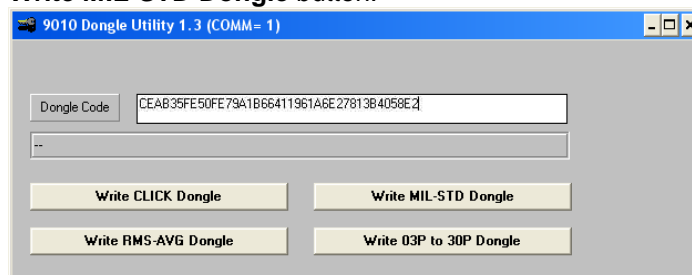 Write MIL-STD Dongle button.
9010 Dongle Utility 1.3 (COMM= 1)
Dongle Code CEAB35FE50FE79A1B66411961A6E27813B4058E2
--
Write CLICK Dongle Write MIL-STD Dongle
Write RMS-AVG Dongle Write 03P to 30P Dongle